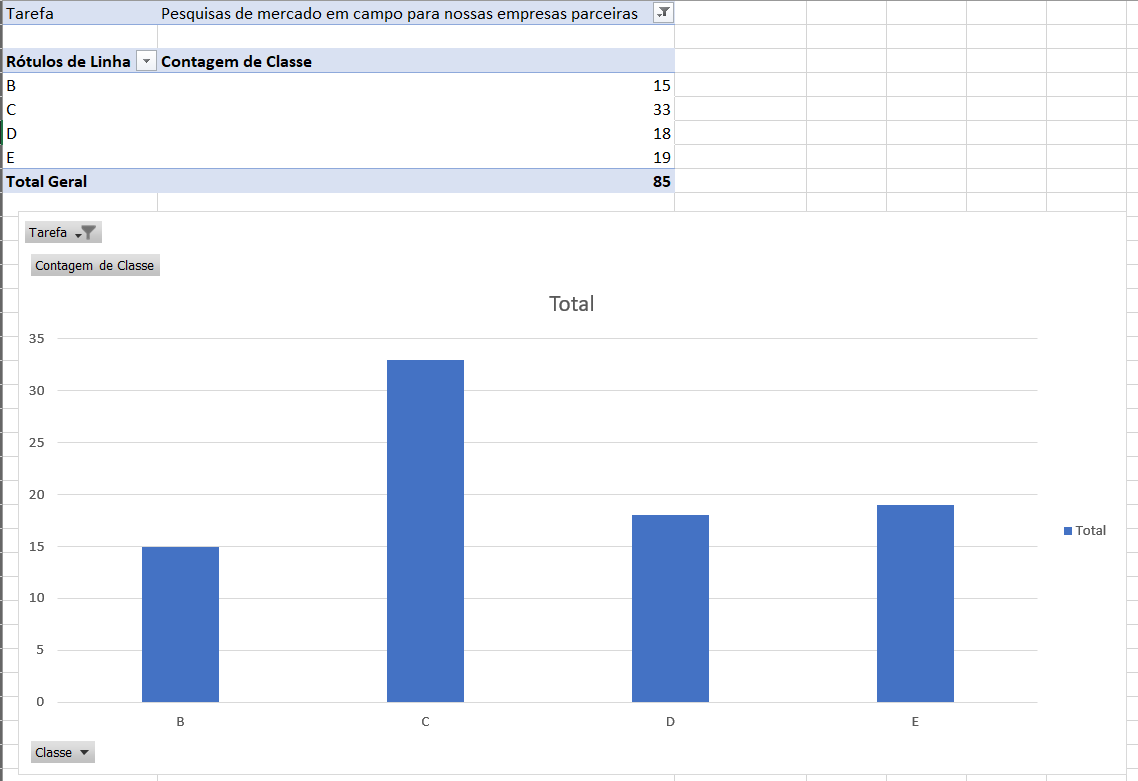 Tarefa Pesquisas de mercado em campo para nossas empresas parceiras
Rótulos de Linha Contagem de Classe
B 15
C 33
D 18
E 19
Total Geral 85
Tarefa
Contagem de Classe
Total
35
30
25
20
15
10
5
0
Total
B C D E
Classe